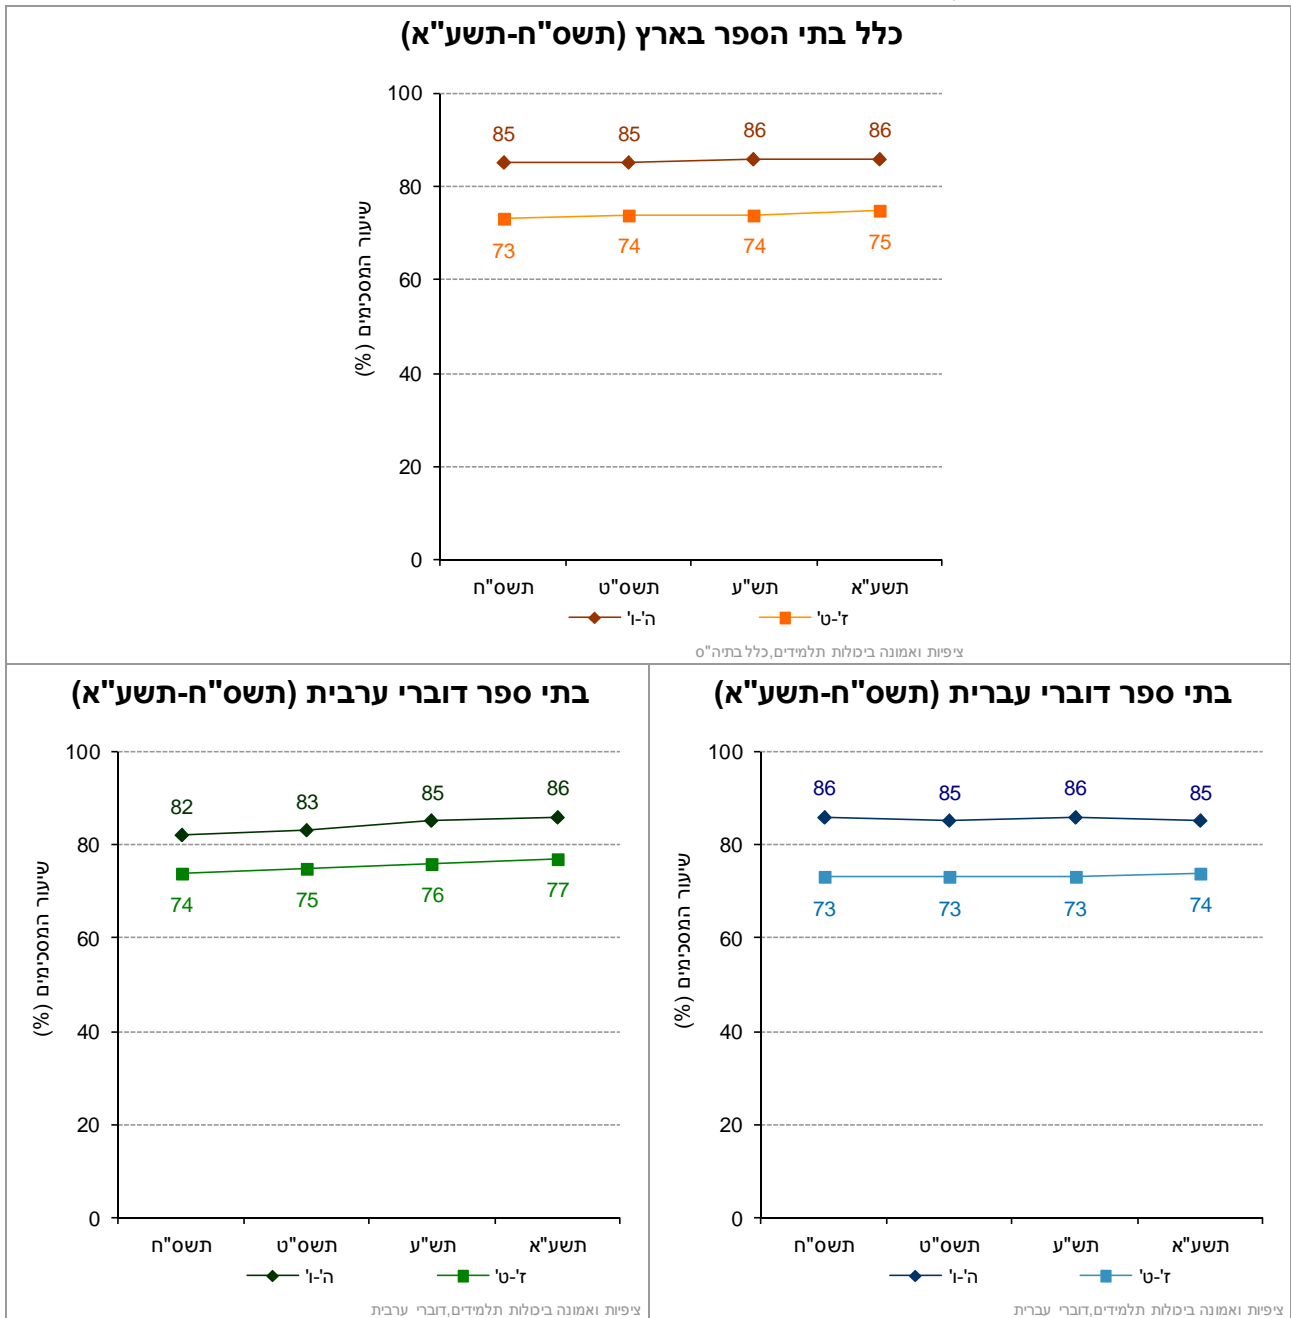 כלל בתי הספר בארץ (תשס"ח-תשע"א)
שיעור המסכימים (%)
100
80
60
40
20
0
85 85 86 86
73 74 74 75
תשס"ח תשס"ט תש"ע תשע"א
ה'-ו' ז'-ט'
ציפיות ואמונה ביכולות תלמידים,כלל בתיה"ס
בתי ספר דוברי עברית (תשס"ח-תשע"א)
שיעור המסכימים (%)
100
80
60
40
20
0
86 85 86 85
73 73 73 74
תשס"ח תשס"ט תש"ע תשע"א
ה'-ו' ז'-ט'
ציפיות ואמונה ביכולות תלמידים,דוברי עברית
בתי ספר דוברי ערבית (תשס"ח-תשע"א)
שיעור המסכימים (%)
100
80
60
40
20
0
82 83 85 86
74 75 76 77
תשס"ח תשס"ט תש"ע תשע"א
ה'-ו' ז'-ט'
ציפיות ואמונה ביכולות תלמידים,דוברי ערבית